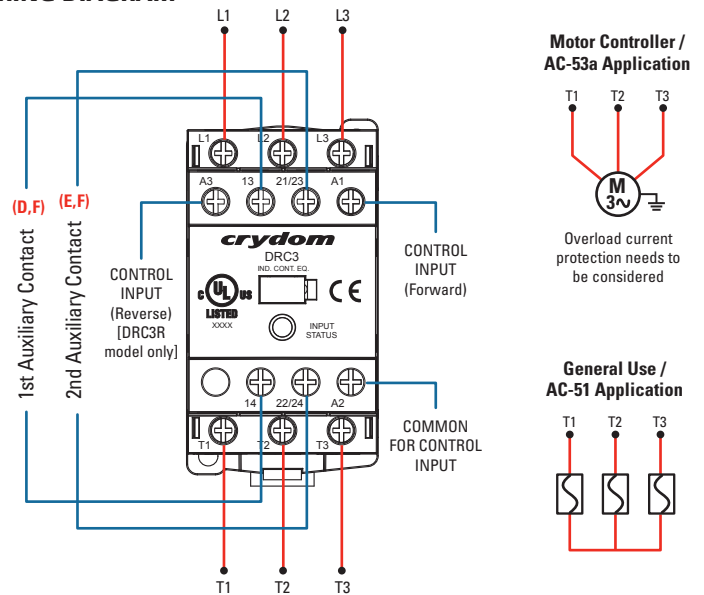 L1
L2
L3
L1
L2
L3
A3
13
21/23
A1
crydom
DRC3
IND. CONT. EQ.
C
UL
US
LISTED
XXXX
CE
INPUT
STATUS
14
22/24
A2
T1
T2
T3
T1
T2
T3
(D,F)
1st Auxiliary Contact
(E,F)
2nd Auxiliary Contact
CONTROL
INPUT
(Reverse)
[DRC3R
model only]
CONTROL
INPUT
(Forward)
COMMON
FOR CONTROL
INPUT
Motor Controller /
AC-53a Application
T1
T2
T3
M
3~
Overload current
protection needs to
be considered
General Use /
AC-51 Application
T1
T2
T3